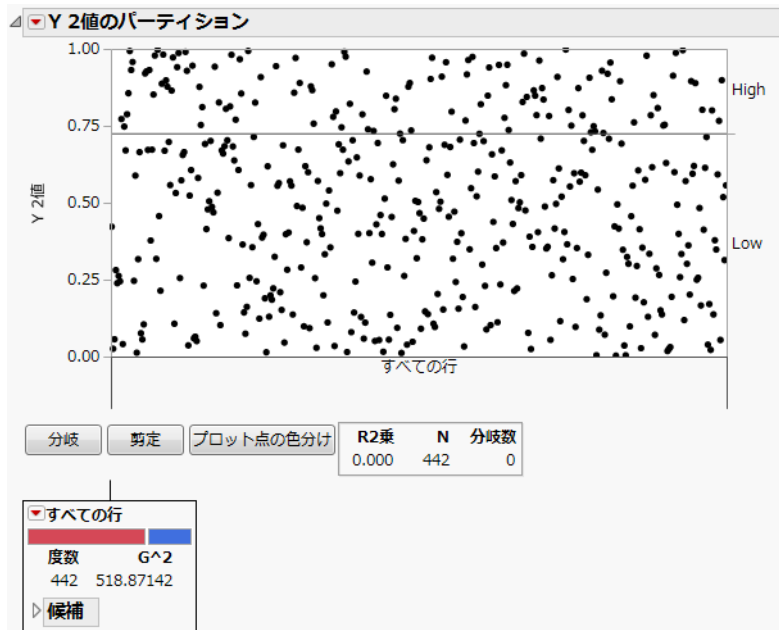 Y 2値のパーティション
1.00
0.75
0.50
0.25
0.00
Y 2値
High
Low
すべての行
分岐 剪定 プロット点の色分け
R2乗 N 分岐数
0.000 442 0
すべての行
度数 G^2
442 518.87142
候補